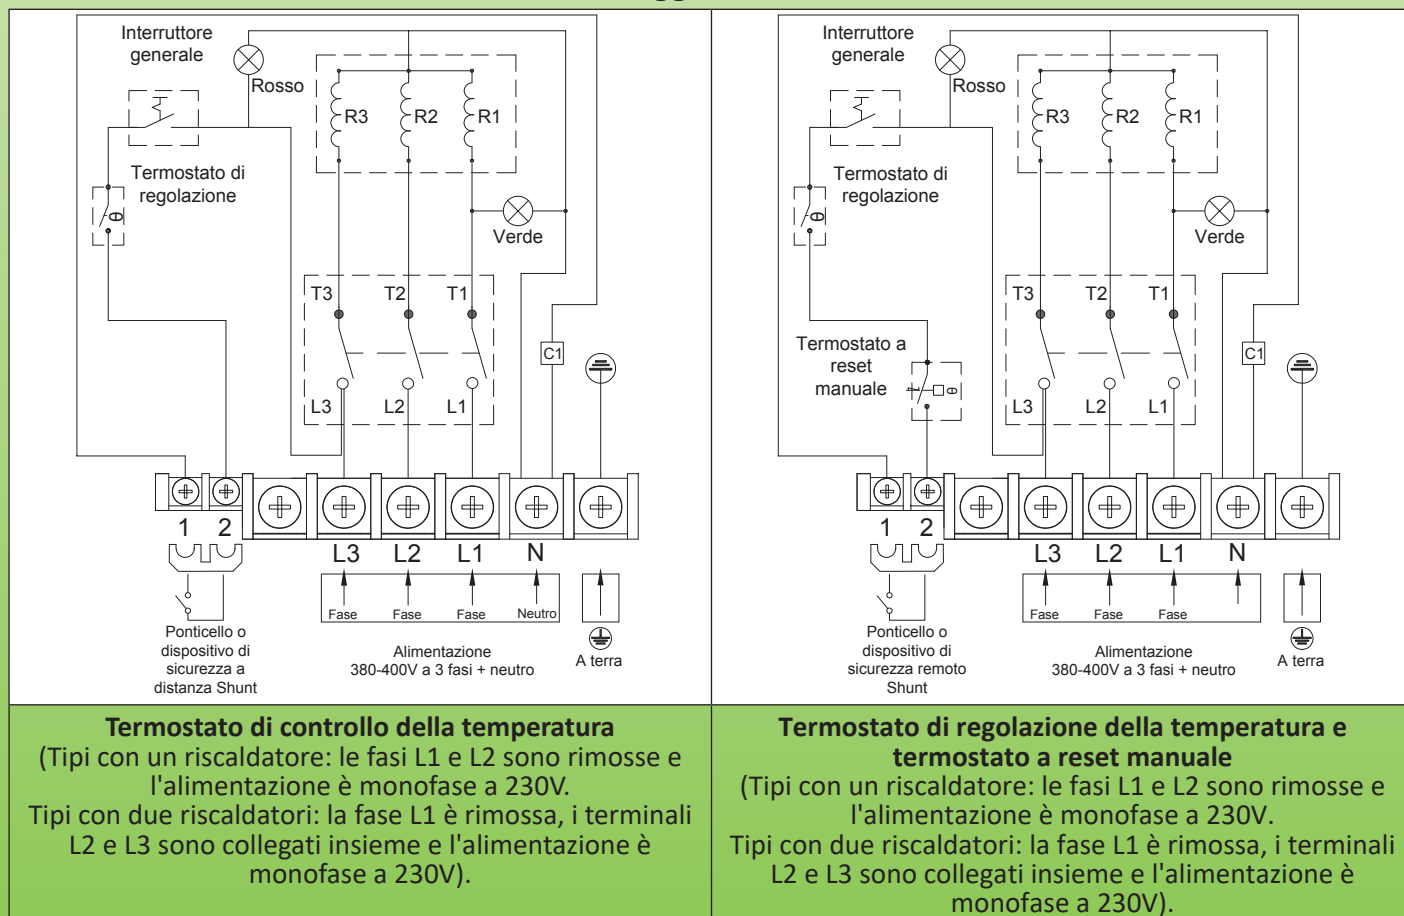 Interruttore
generale
Rosso
R3 R2 R1
Termostato di
regolazione
θ
Verde
T3 T2 T1
C1
L3 L2 L1
1 2
L3 L2 L1 N
Fase Fase Fase Neutro
Ponticello o
dispositivo di
sicurezza a
distanza Shunt
Alimentazione
380-400V a 3 fasi + neutro
A terra
Interruttore
generale
Rosso
R3 R2 R1
Termostato di
regolazione
θ
Verde
T3 T2 T1
Termostato a
reset
manuale
θ
C1
L3 L2 L1
1 2
L3 L2 L1 N
Fase Fase Fase
Ponticello o
dispositivo di
sicurezza remoto
Shunt
Alimentazione
380-400V a 3 fasi + neutro
A terra
Termostato di controllo della temperatura
(Tipi con un riscaldatore: le fasi L1 e L2 sono rimosse e
l'alimentazione è monofase a 230V.
Tipi con due riscaldatori: la fase L1 è rimossa, i terminali
L2 e L3 sono collegati insieme e l'alimentazione è
monofase a 230V).
Termostato di regolazione della temperatura e
termostato a reset manuale
(Tipi con un riscaldatore: le fasi L1 e L2 sono rimosse e
l'alimentazione è monofase a 230V.
Tipi con due riscaldatori: la fase L1 è rimossa, i terminali
L2 e L3 sono collegati insieme e l'alimentazione è
monofase a 230V).